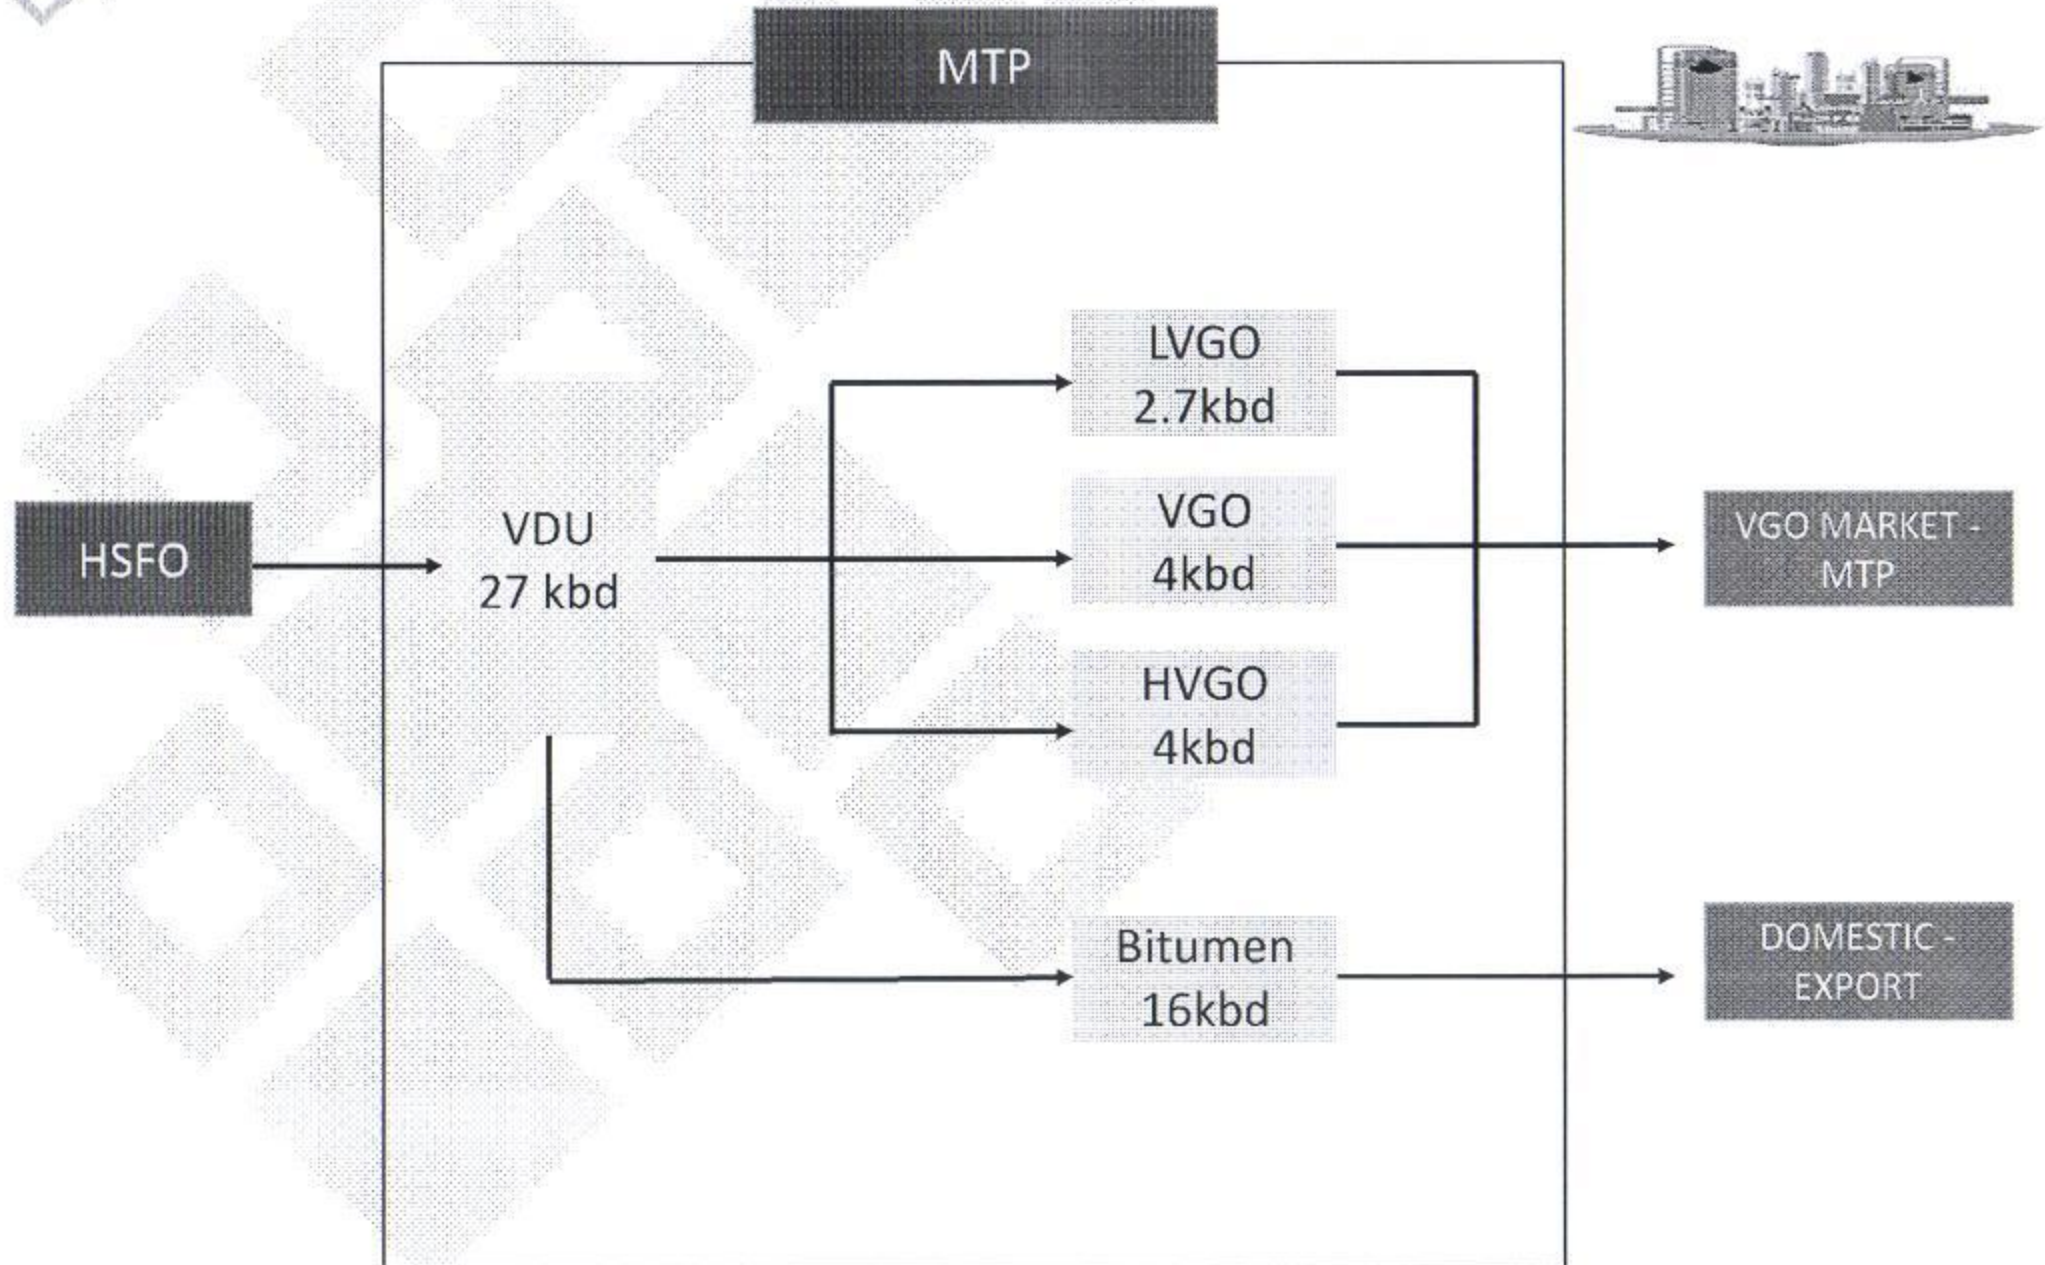 MTP
LVGO
2.7kbd
VGO
4kbd
HVGO
4kbd
HSFO
VDU
27 kbd
VGO MARKET -
MTP
Bitumen
16kbd
DOMESTIC -
EXPORT